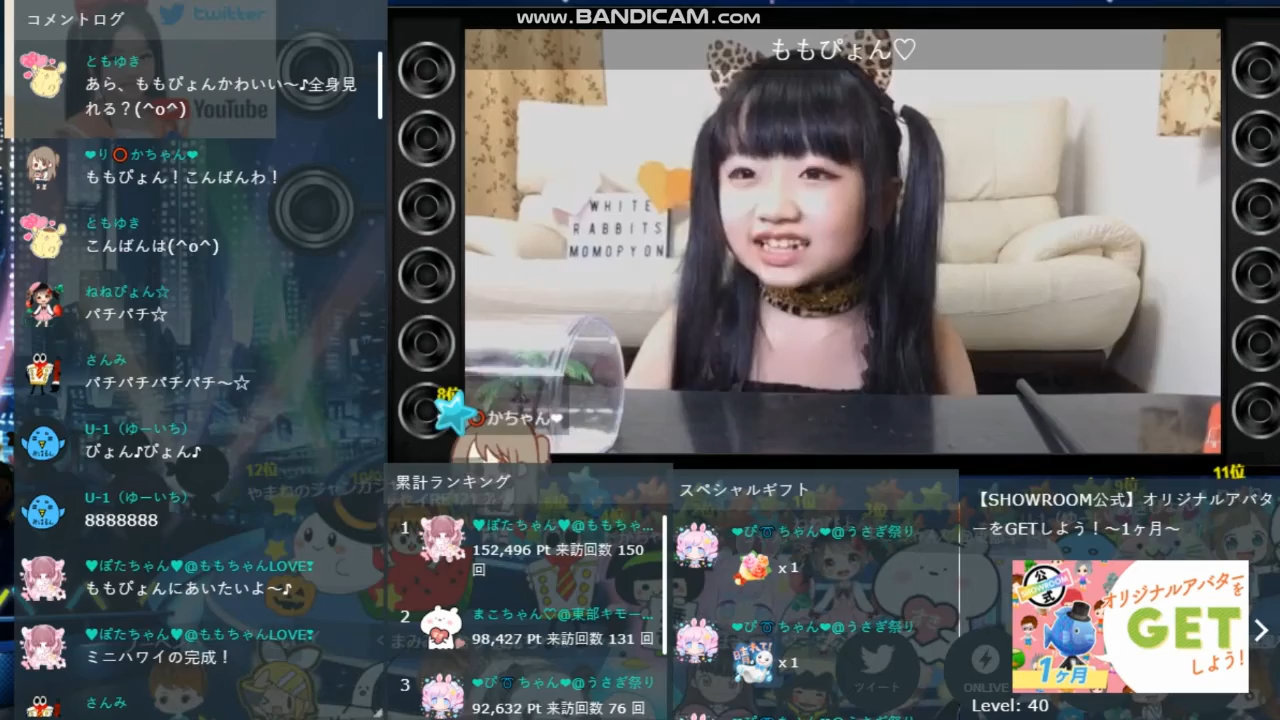 www.BANDICAM.com
コメントログ
twitter
ともゆき
あら、ももぴょんかわいい～♪全身見
れる？(^o^)
YouTube
❤り⭕かちゃん❤
ももぴょん！こんばんわ！
ともゆき
こんばんは(^o^)
ねねぴょん☆
パチパチ☆
さんみ
パチパチパチパチ～☆
U-1（ゆーいち）
ぴょん♪ぴょん♪
U-1（ゆーいち）
8888888
♥ぽたちゃん♥@ももちゃんLOVE❣
ももぴょんにあいたいよ～♪
♥ぽたちゃん♥@ももちゃんLOVE❣
ミニハワイの完成！
さんみ
ももぴょん♡
WHITE
RABBITS
MOMOPYON
8位
⭕かちゃん❤
12位
11位
累計ランキング
1
♥ぽたちゃん♥@ももちゃ...
152,496 Pt 来訪回数 150
回
2
まこちゃん♡@東部キモー...
98,427 Pt 来訪回数 131 回
3
❤ぴ➰ちゃん❤@うさぎ祭り
92,632 Pt 来訪回数 76 回
スペシャルギフト
❤ぴ➰ちゃん❤@うさぎ祭り
x 1
❤ぴ➰ちゃん❤@うさぎ祭り
晴れて!
x 1
ツイート
ONLIVE
【SHOWROOM公式】オリジナルアバタ
ーをGETしよう！～1ヶ月～
SHOWROOM
公式
オリジナルアバターを
GET
しよう!
1ヶ月
Level: 40